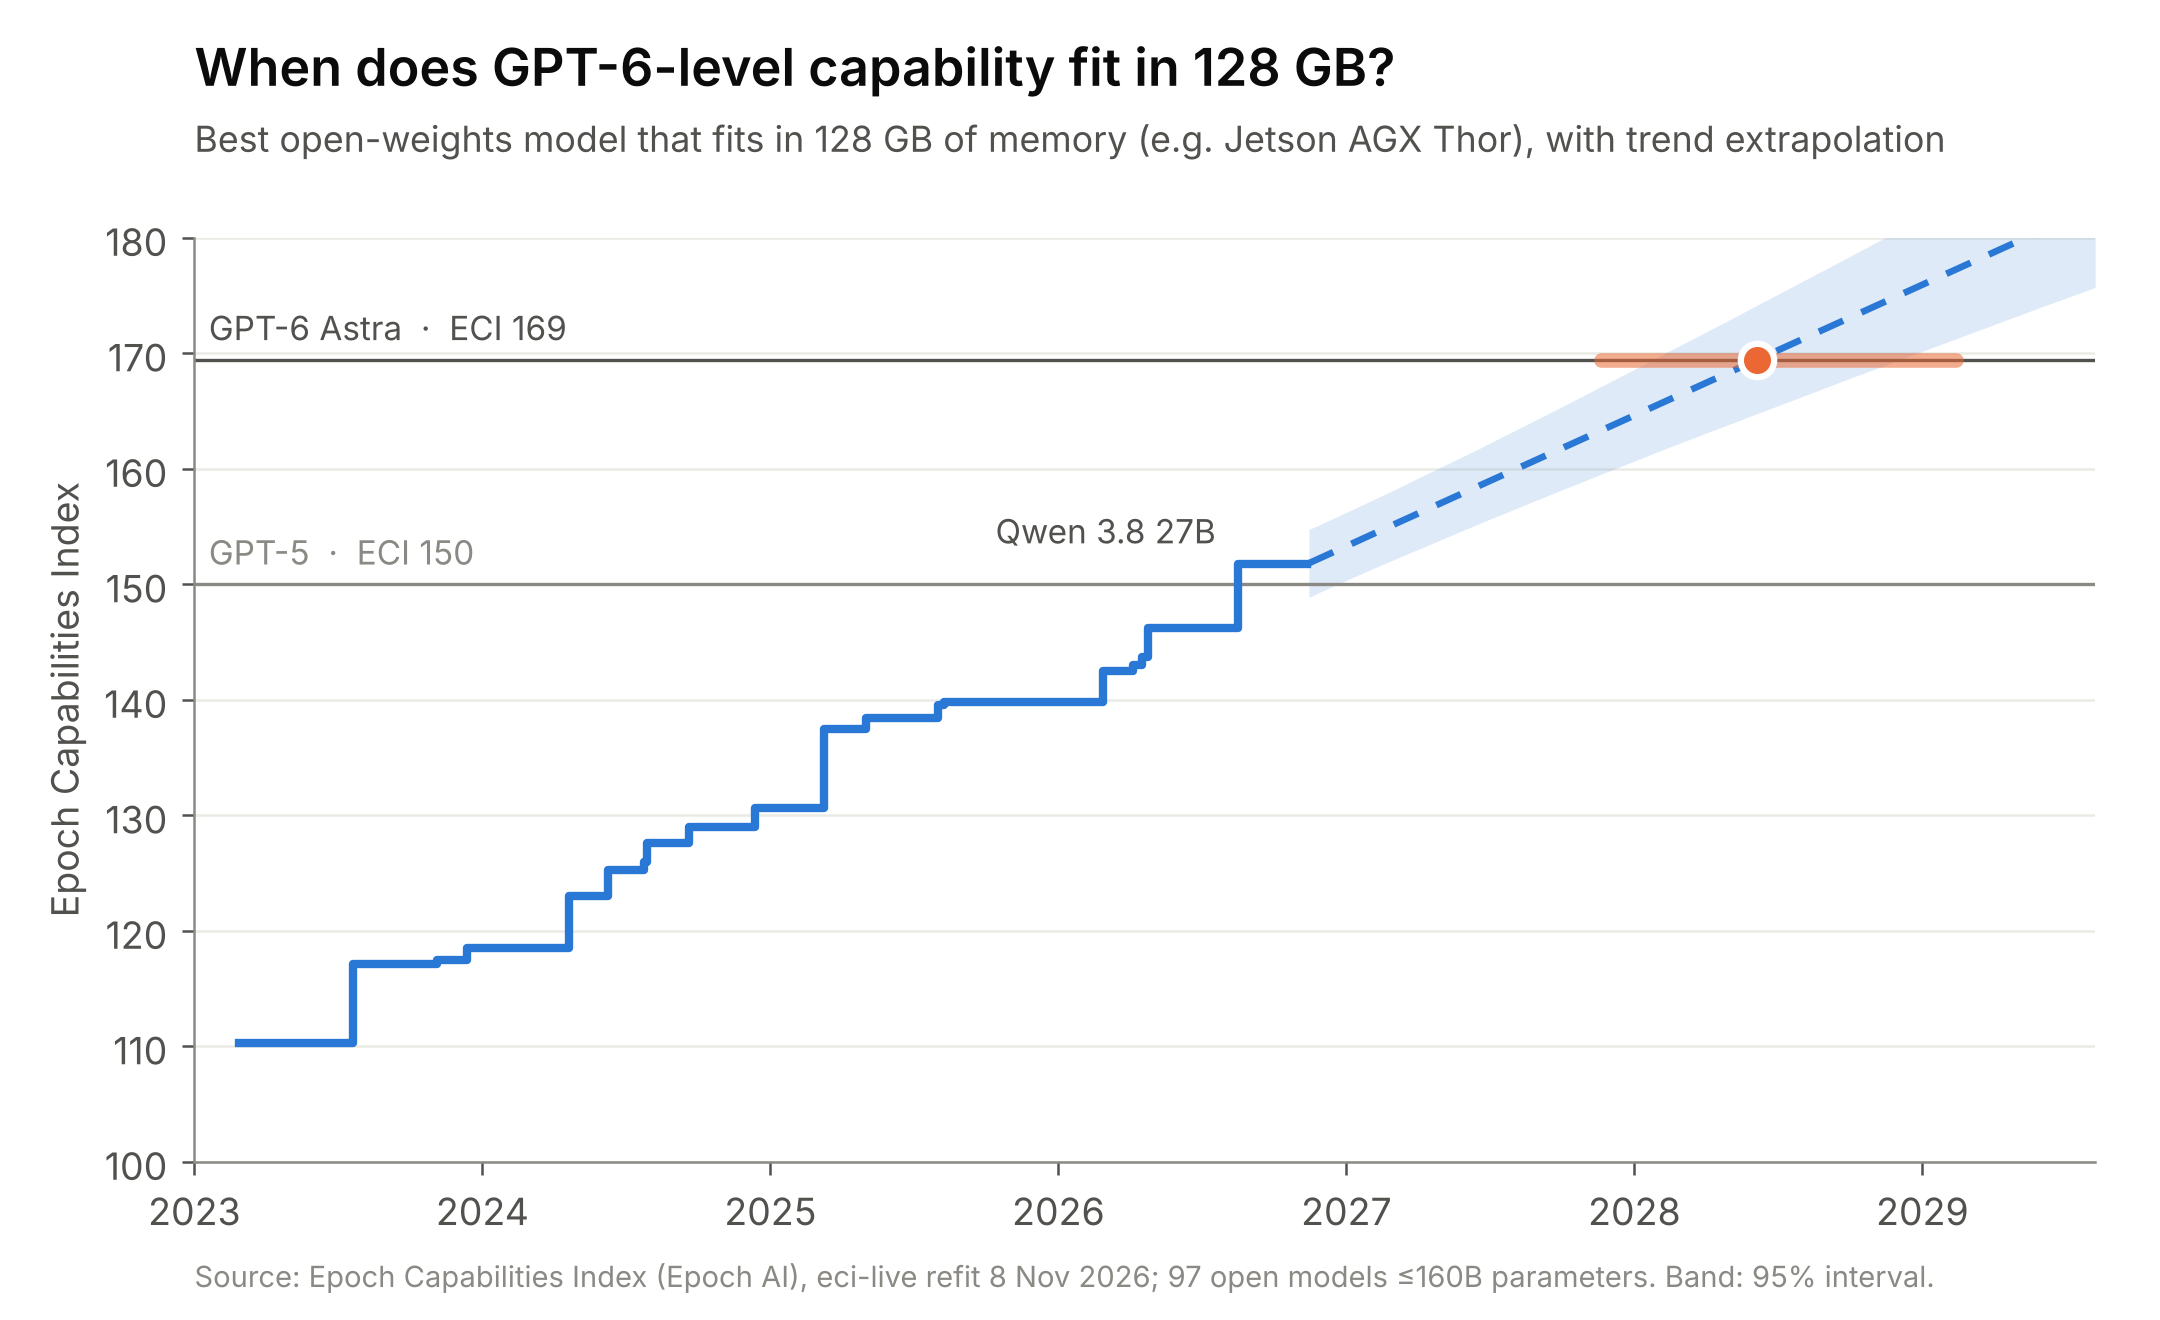 When does GPT-6-level capability fit in 128 GB?
Best open-weights model that fits in 128 GB of memory (e.g. Jetson AGX Thor), with trend extrapolation
Epoch Capabilities Index
180
170
160
150
140
130
120
110
100
GPT-6 Astra · ECI 169
Qwen 3.8 27B
GPT-5 · ECI 150
2023
2024
2025
2026
2027
2028
2029
Source: Epoch Capabilities Index (Epoch AI), eci-live refit 8 Nov 2026; 97 open models ≤160B parameters. Band: 95% interval.